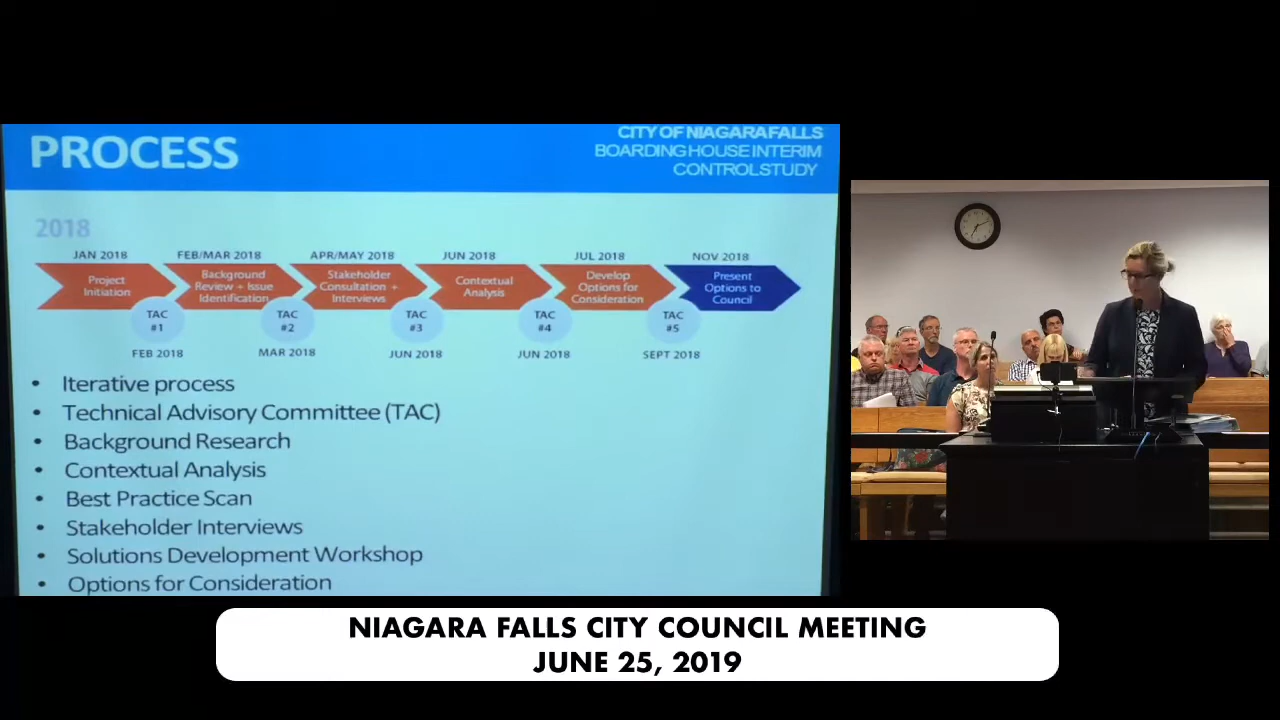 PROCESS
CITY OF NIAGARA FALLS
BOARDING HOUSE INTERIM
CONTROL STUDY
2018
JAN 2018
FEB/MAR 2018
APR/MAY 2018
JUN 2018
JUL 2018
NOV 2018
Project
Initiation
Background
Review + Issue
Identification
Stakeholder
Consultation +
Interviews
Contextual
Analysis
Develop
Options for
Consideration
Present
Options to
Council
TAC
#1
TAC
#2
TAC
#3
TAC
#4
TAC
#5
FEB 2018
MAR 2018
JUN 2018
JUN 2018
SEPT 2018
• Iterative process
• Technical Advisory Committee (TAC)
• Background Research
• Contextual Analysis
• Best Practice Scan
• Stakeholder Interviews
• Solutions Development Workshop
• Options for Consideration
NIAGARA FALLS CITY COUNCIL MEETING
JUNE 25, 2019